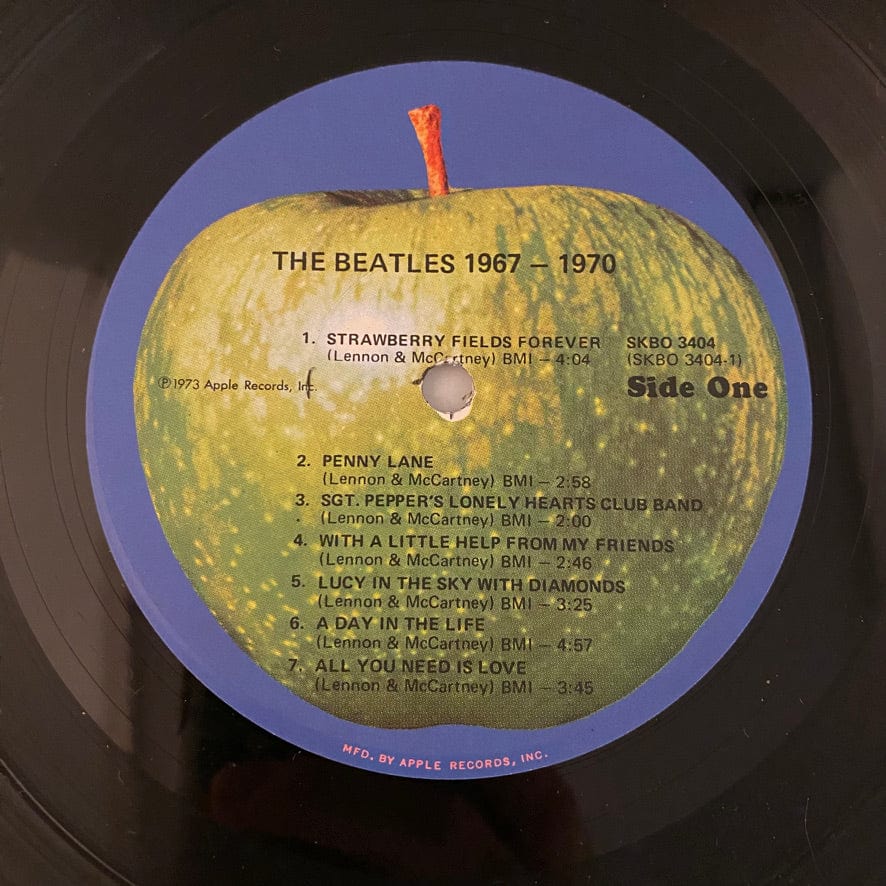 THE BEATLES 1967 – 1970
1. STRAWBERRY FIELDS FOREVER
(Lennon & McCartney) BMI – 4:04
SKBO 3404
(SKBO 3404-1)
Side One
Ⓟ1973 Apple Records, Inc.
2. PENNY LANE
(Lennon & McCartney) BMI – 2:58
3. SGT. PEPPER'S LONELY HEARTS CLUB BAND
(Lennon & McCartney) BMI – 2:00
4. WITH A LITTLE HELP FROM MY FRIENDS
(Lennon & McCartney) BMI – 2:46
5. LUCY IN THE SKY WITH DIAMONDS
(Lennon & McCartney) BMI – 3:25
6. A DAY IN THE LIFE
(Lennon & McCartney) BMI – 4:57
7. ALL YOU NEED IS LOVE
(Lennon & McCartney) BMI – 3:45
MFD. BY APPLE RECORDS, INC.